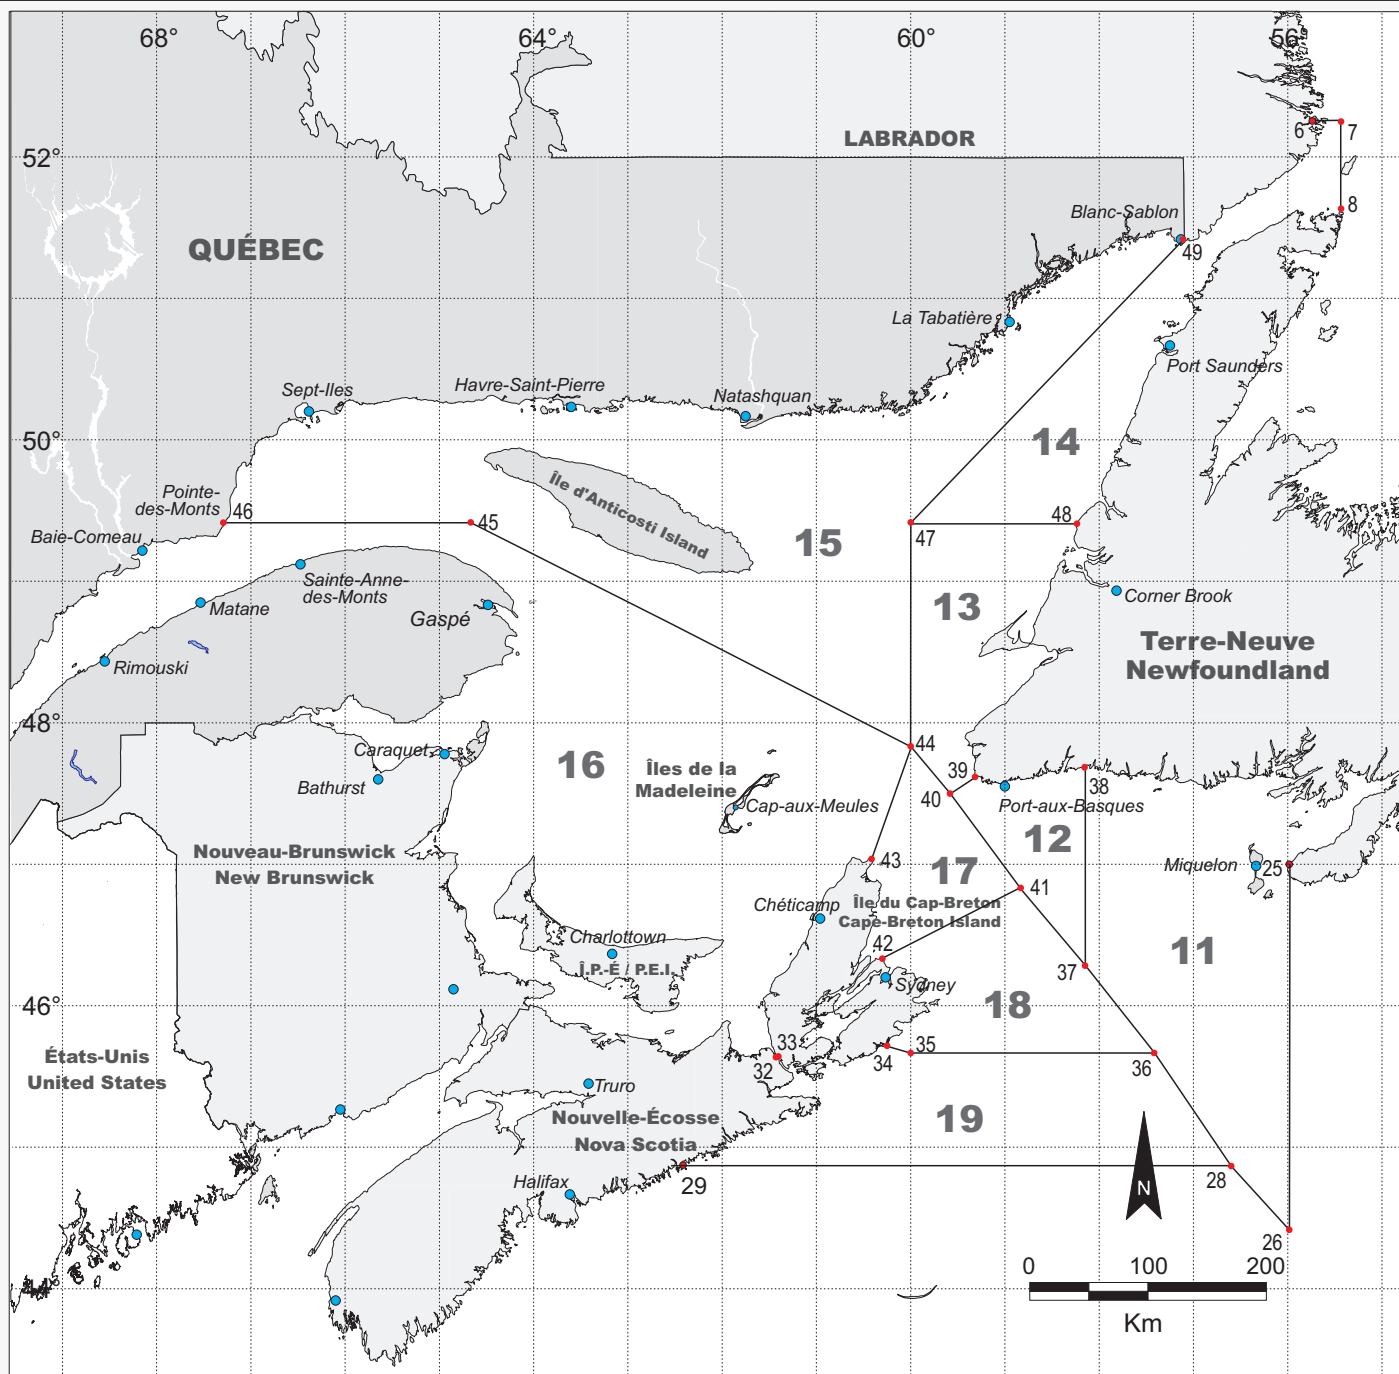 68°
64°
60°
56°
6
7
LABRADOR
52°
8
Blanc-Sablon
QUÉBEC
49
La Tabatière
Port Saunders
Sept-Iles
Havre-Saint-Pierre
Natashquan
50°
14
Île d'Anticosti Island
Pointe-
des-Monts
46
45
48
Baie-Comeau
15
47
Sainte-Anne-
des-Monts
Corner Brook
Matane
13
Gaspé
Terre-Neuve
Newfoundland
Rimouski
48°
44
Caraquet
16
Îles de la
Madeleine
39
38
Bathurst
40
Cap-aux-Meules
Port-aux-Basques
12
Nouveau-Brunswick
New Brunswick
43
17
Miquelon
25
41
Chéticamp
Île du Cap-Breton
Cape-Breton Island
Charlottown
42
11
Î.P.-É / P.E.I.
37
Sydney
46°
18
États-Unis
United States
33
32
34
35
36
Truro
Nouvelle-Écosse
Nova Scotia
19
29
28
Halifax
N
26
0
100
200
Km